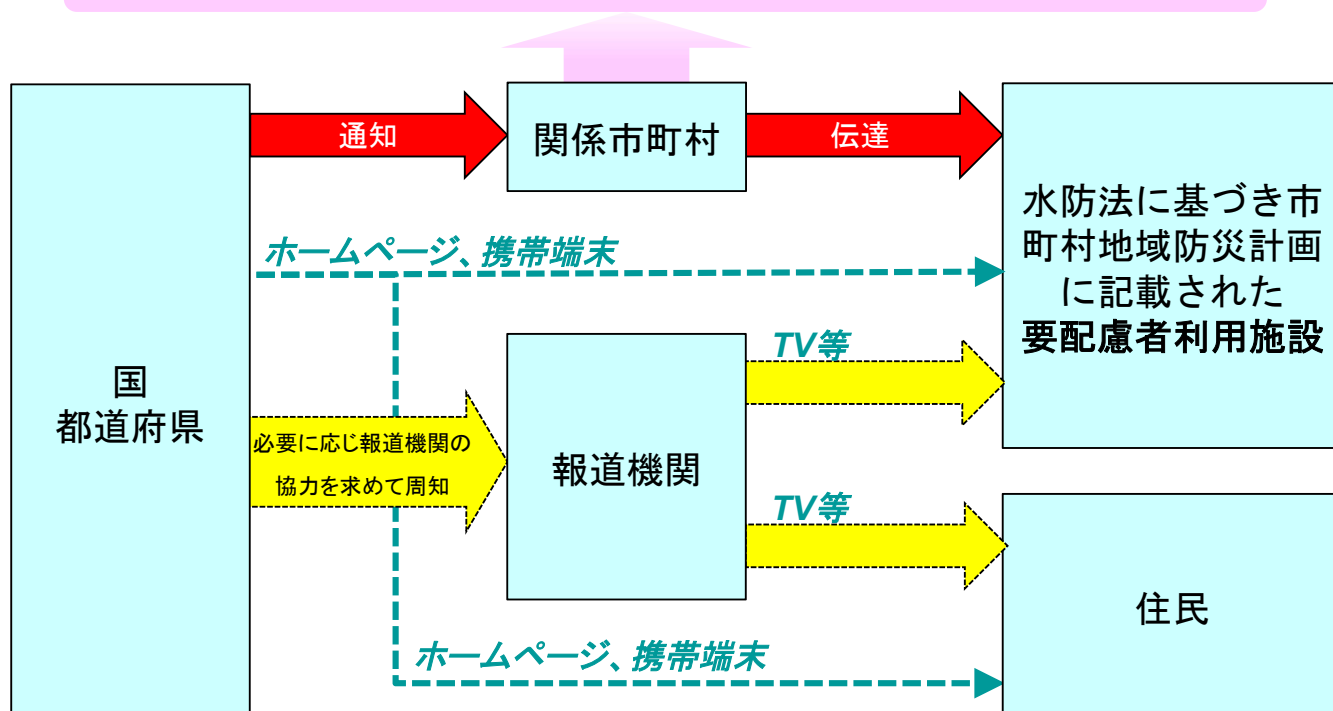 通知
関係市町村
伝達
水防法に基づき市
町村地域防災計画
に記載された
要配慮者利用施設
ホームページ、携帯端末
TV等
国
都道府県
必要に応じ報道機関の
協力を求めて周知
報道機関
TV等
住民
ホームページ、携帯端末